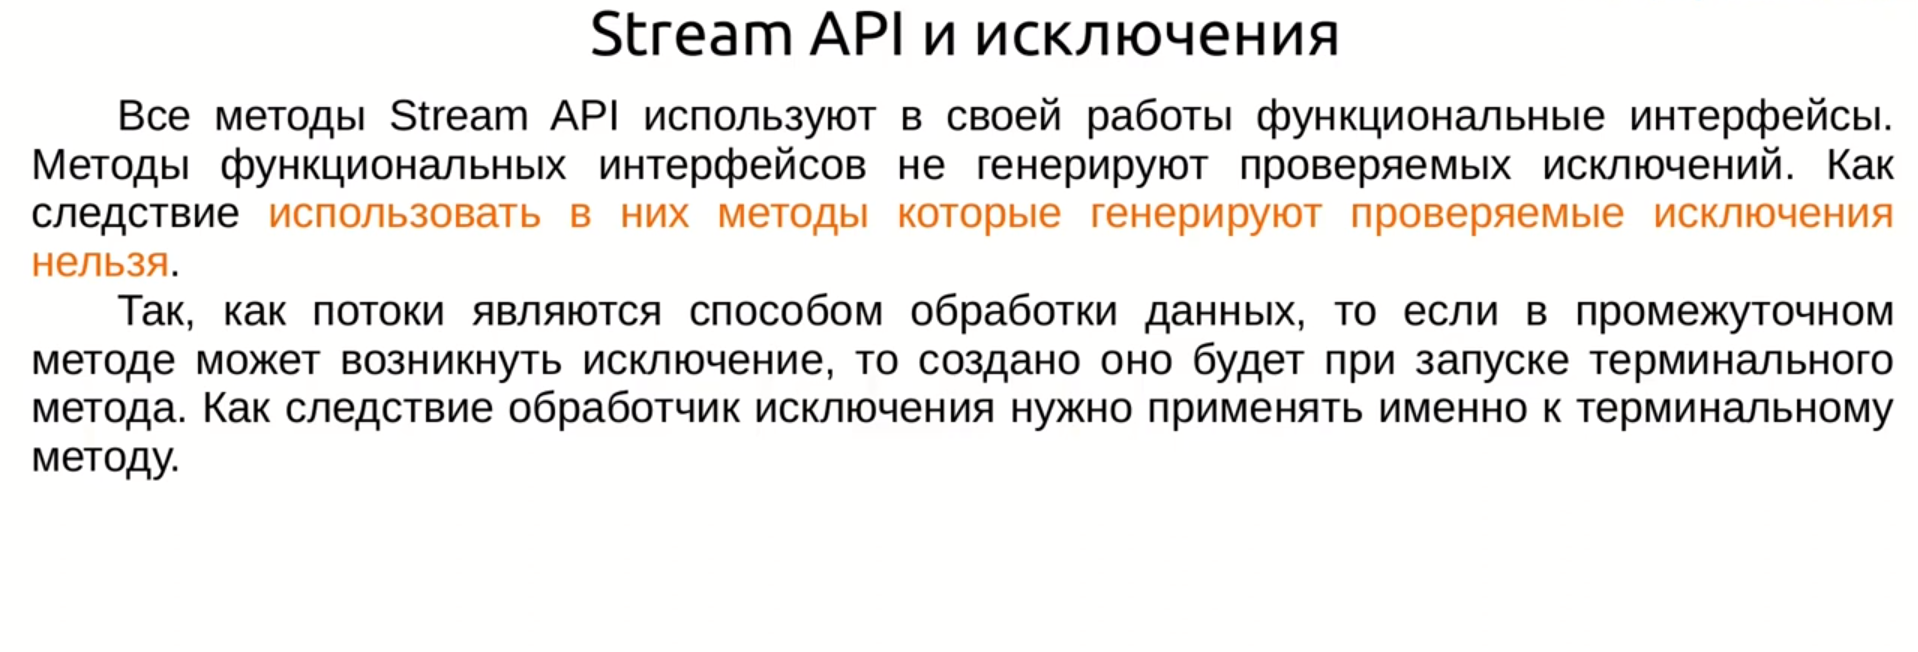 Stream API и исключения
Все методы Stream API используют в своей работы функциональные интерфейсы.
Методы функциональных интерфейсов не генерируют проверяемых исключений. Как
следствие использовать в них методы которые генерируют проверяемые исключения
нельзя.
Так, как потоки являются способом обработки данных, то если в промежуточном
методе может возникнуть исключение, то создано оно будет при запуске терминального
метода. Как следствие обработчик исключения нужно применять именно к терминальному
методу.